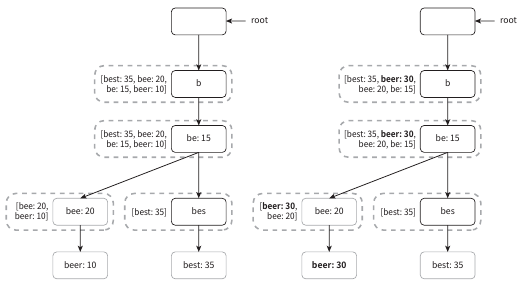 root
[best: 35, bee: 20,
be: 15, beer: 10]
b
[best: 35, bee: 20,
be: 15, beer: 10]
be: 15
[bee: 20,
beer: 10]
bee: 20
[best: 35]
bes
beer: 10
best: 35
root
[best: 35, beer: 30,
bee: 20, be: 15]
b
[best: 35, beer: 30,
bee: 20, be: 15]
be: 15
[beer: 30,
bee: 20]
bee: 20
[best: 35]
bes
beer: 30
best: 35